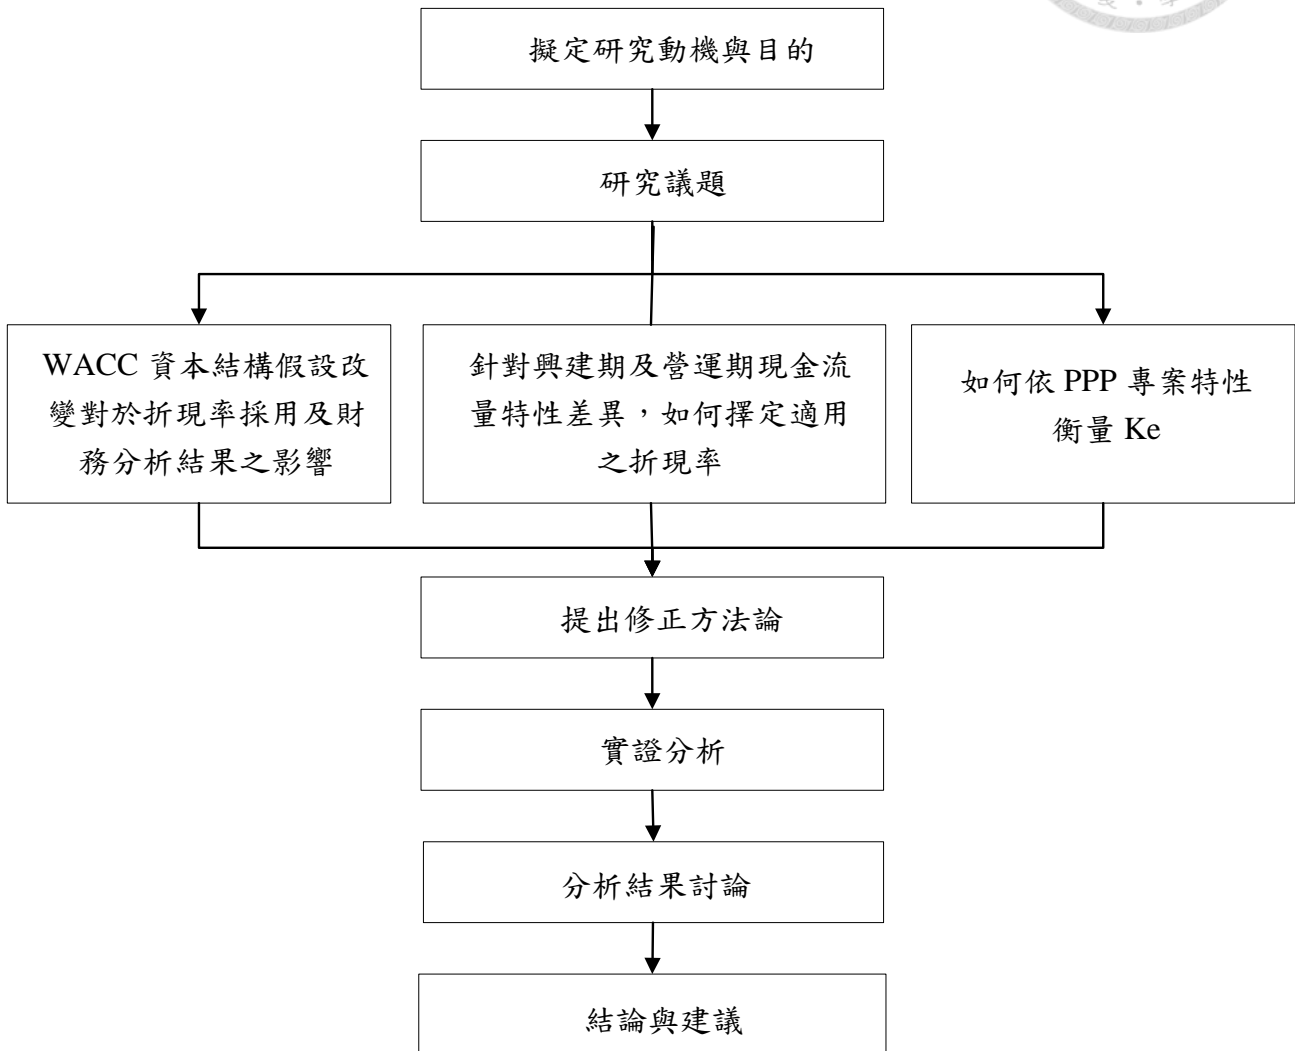 擬定研究動機與目的
研究議題
WACC 資本結構假設改
變對於折現率採用及財
務分析結果之影響
針對興建期及營運期現金流
量特性差異，如何擇定適用
之折現率
如何依 PPP 專案特性
衡量 Ke
提出修正方法論
實證分析
分析結果討論
結論與建議